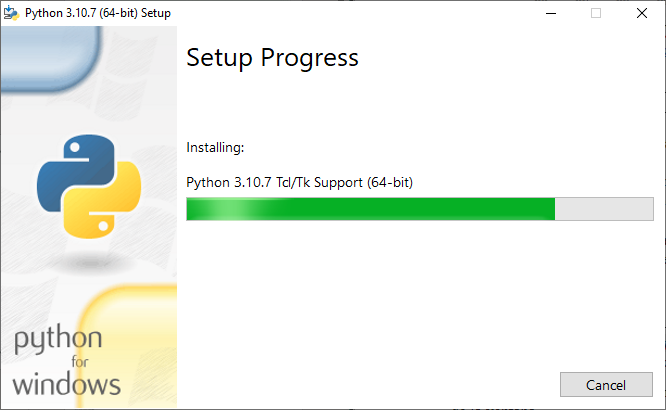 Python 3.10.7 (64-bit) Setup
Setup Progress
Installing:
Python 3.10.7 Tcl/Tk Support (64-bit)
python
for
windows
Cancel